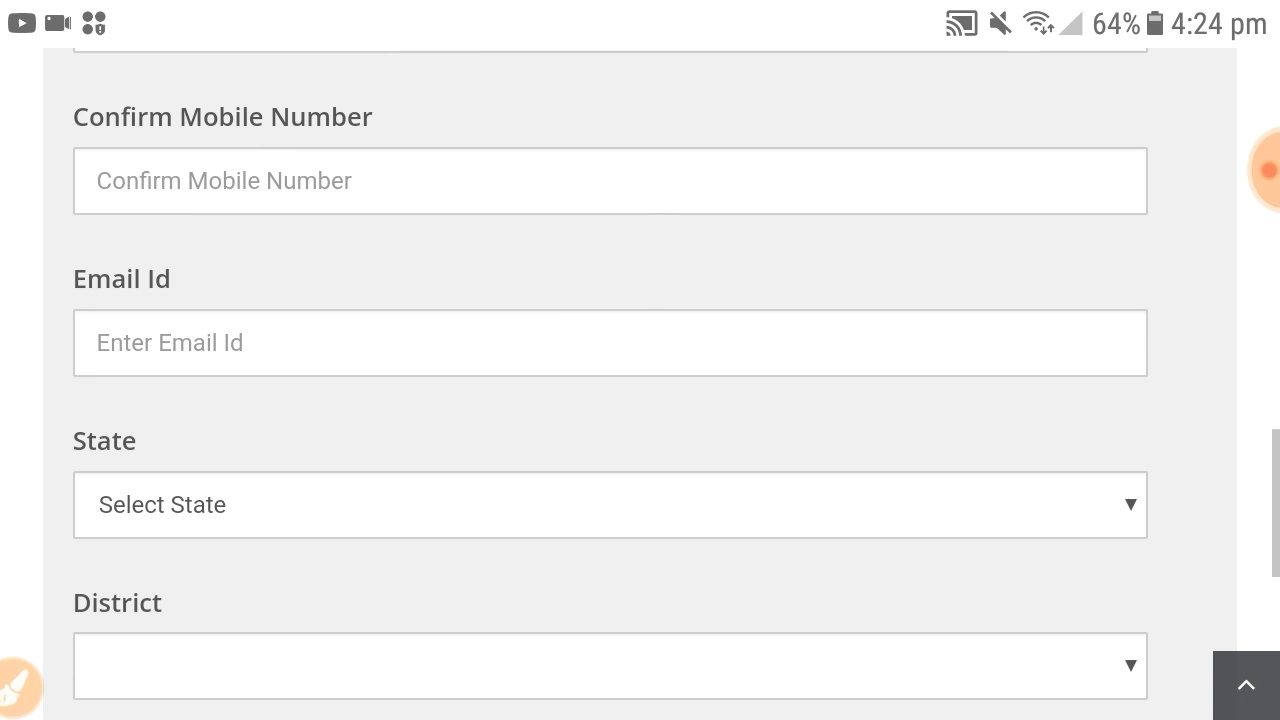 64% 4:24 pm
Confirm Mobile Number
Confirm Mobile Number
Email Id
Enter Email Id
State
Select State
District